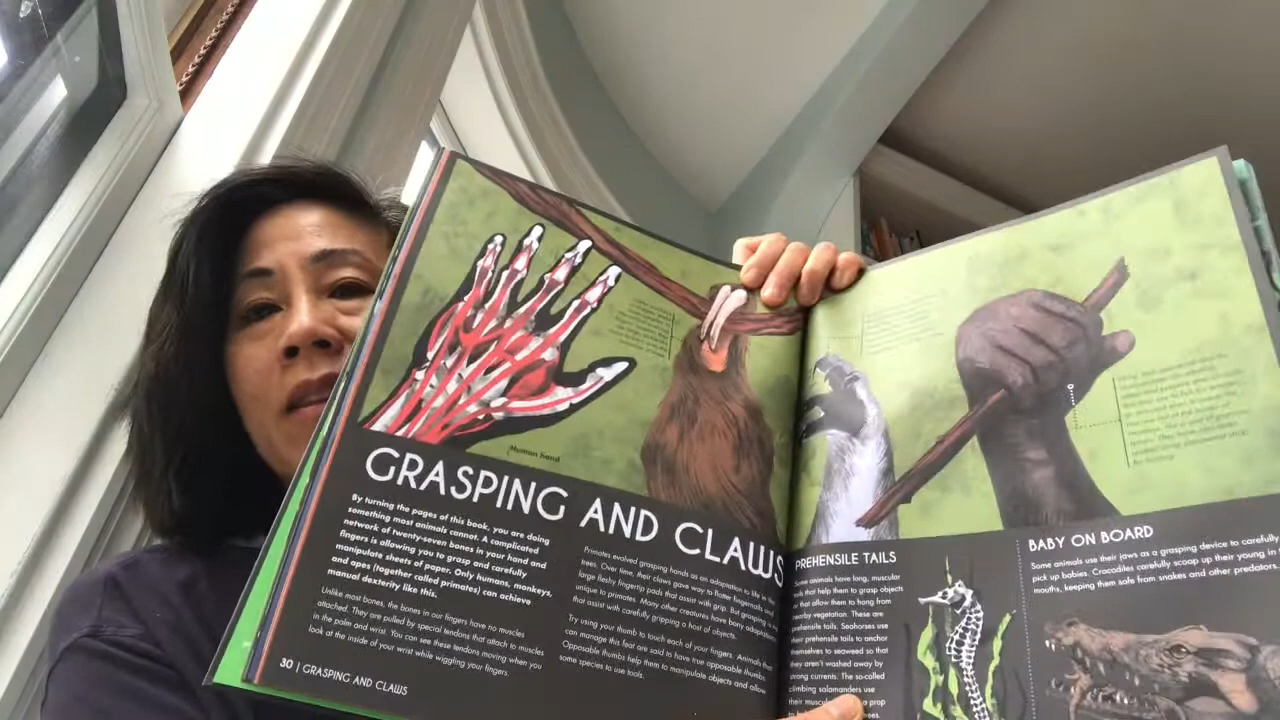 Human hand
GRASPING AND CLAWS
By turning the pages of this book, you are doing
something most animals cannot. A complicated
network of twenty-seven bones in your hand and
fingers is allowing you to grasp and carefully
manipulate sheets of paper. Only humans, monkeys,
and apes (together called primates) can achieve
manual dexterity like this.
Unlike most bones, the bones in our fingers have no muscles
attached. They are pulled by special tendons that attach to muscles
in the palm and wrist. You can see these tendons moving when you
look at the inside of your wrist while wiggling your fingers.
Primates evolved grasping hands as an adaptation to life in the
trees. Over time, their claws gave way to flatter fingernails and
large fleshy fingertip pads that assist with grip. But grasping
unique to primates. Many other creatures have bony adaptations
that assist with carefully gripping a host of objects.
Try using your thumb to touch each of your fingers. Animals that
can manage this feat are said to have true opposable thumbs.
Opposable thumbs help them to manipulate objects and allow
some species to use tools.
30 | GRASPING AND CLAWS
PREHENSILE TAILS
Some animals have long, muscular
tails that help them to grasp objects
or that allow them to hang from
nearby vegetation. These are
prehensile tails. Seahorses use
their prehensile tails to anchor
themselves to seaweed so that
they aren't washed away by
strong currents. The so-called
climbing salamanders use
their a prop
BABY ON BOARD
Some animals use their jaws as a grasping device to carefully
pick up babies. Crocodiles carefully scoop up their young in
mouths, keeping them safe from snakes and other predators.